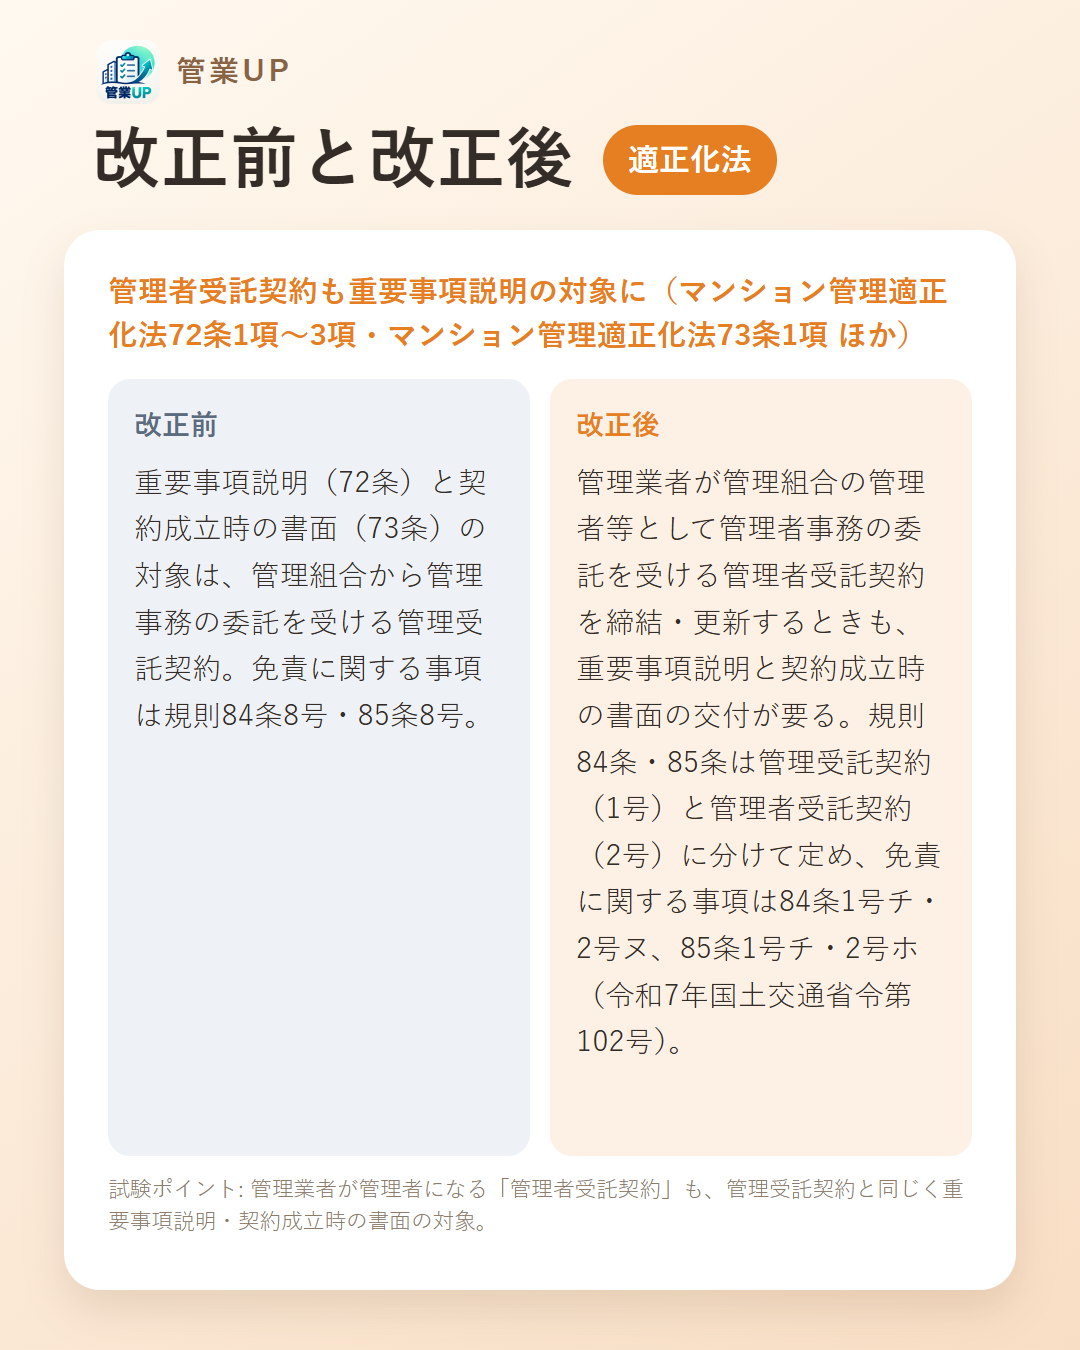 管業UP
管業UP
改正前と改正後
適正化法
管理者受託契約も重要事項説明の対象に（マンション管理適正
化法72条1項〜3項・マンション管理適正化法73条1項 ほか）
改正前
重要事項説明（72条）と契
約成立時の書面（73条）の
対象は、管理組合から管理
事務の委託を受ける管理受
託契約。免責に関する事項
は規則84条8号・85条8号。
改正後
管理業者が管理組合の管理
者等として管理者事務の委
託を受ける管理者受託契約
を締結・更新するときも、
重要事項説明と契約成立時
の書面の交付が要る。規則
84条・85条は管理受託契約
（1号）と管理者受託契約
（2号）に分けて定め、免責
に関する事項は84条1号チ・
2号ヌ、85条1号チ・2号ホ
（令和7年国土交通省令第
102号）。
試験ポイント: 管理業者が管理者になる「管理者受託契約」も、管理受託契約と同じく重
要事項説明・契約成立時の書面の対象。